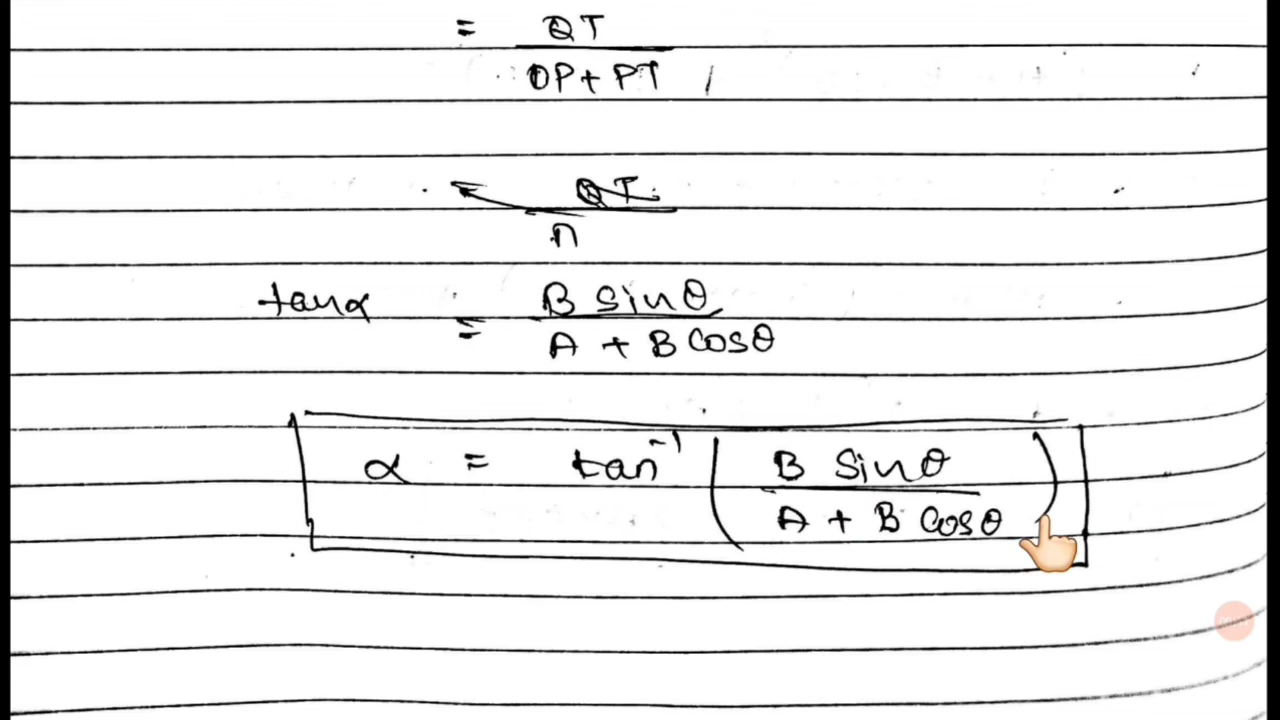 = QT
OP + PT
QT
n
tanα = B sinθ
A + B cosθ
α = tan⁻¹ ( B sinθ
A + B cosθ )